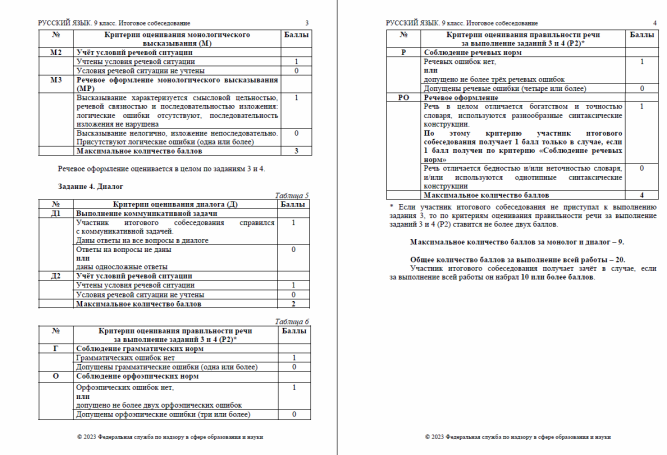 РУССКИЙ ЯЗЫК. 9 класс. Итоговое собеседование 3
№ Критерии оценивания монологического Баллы
высказывания (М)
М2 Учёт условий речевой ситуации
Учтены условия речевой ситуации 1
Условия речевой ситуации не учтены 0
М3 Речевое оформление монологического высказывания
(МР)
Высказывание характеризуется смысловой цельностью, 1
речевой связностью и последовательностью изложения:
логические ошибки отсутствуют, последовательность
изложения не нарушена
Высказывание нелогично, изложение непоследовательно. 0
Присутствуют логические ошибки (одна или более)
Максимальное количество баллов 3
Речевое оформление оценивается в целом по заданиям 3 и 4.
Задание 4. Диалог
Таблица 5
№ Критерии оценивания диалога (Д) Баллы
Д1 Выполнение коммуникативной задачи
Участник итогового собеседования справился 1
с коммуникативной задачей.
Даны ответы на все вопросы в диалоге
Ответы на вопросы не даны 0
или
даны односложные ответы
Д2 Учёт условий речевой ситуации
Учтены условия речевой ситуации 1
Условия речевой ситуации не учтены 0
Максимальное количество баллов 2
Таблица 6
№ Критерии оценивания правильности речи Баллы
за выполнение заданий 3 и 4 (Р2)*
Г Соблюдение грамматических норм
Грамматических ошибок нет 1
Допущены грамматические ошибки (одна или более) 0
О Соблюдение орфоэпических норм
Орфоэпических ошибок нет, 1
или
допущено не более двух орфоэпических ошибок
Допущены орфоэпические ошибки (три или более) 0
© 2023 Федеральная служба по надзору в сфере образования и науки
РУССКИЙ ЯЗЫК. 9 класс. Итоговое собеседование 4
№ Критерии оценивания правильности речи Баллы
за выполнение заданий 3 и 4 (Р2)*
Р Соблюдение речевых норм
Речевых ошибок нет, 1
или
допущено не более трёх речевых ошибок
Допущены речевые ошибки (четыре или более) 0
РО Речевое оформление
Речь в целом отличается богатством и точностью 1
словаря, используются разнообразные синтаксические
конструкции.
По этому критерию участник итогового
собеседования получает 1 балл только в случае, если
1 балл получен по критерию «Соблюдение речевых
норм»
Речь отличается бедностью и/или неточностью словаря, 0
и/или используются однотипные синтаксические
конструкции
Максимальное количество баллов 4
* Если участник итогового собеседования не приступал к выполнению
задания 3, то по критериям оценивания правильности речи за выполнение
заданий 3 и 4 (Р2) ставится не более двух баллов.
Максимальное количество баллов за монолог и диалог – 9.
Общее количество баллов за выполнение всей работы – 20.
Участник итогового собеседования получает зачёт в случае, если
за выполнение всей работы он набрал 10 или более баллов.
© 2023 Федеральная служба по надзору в сфере образования и науки